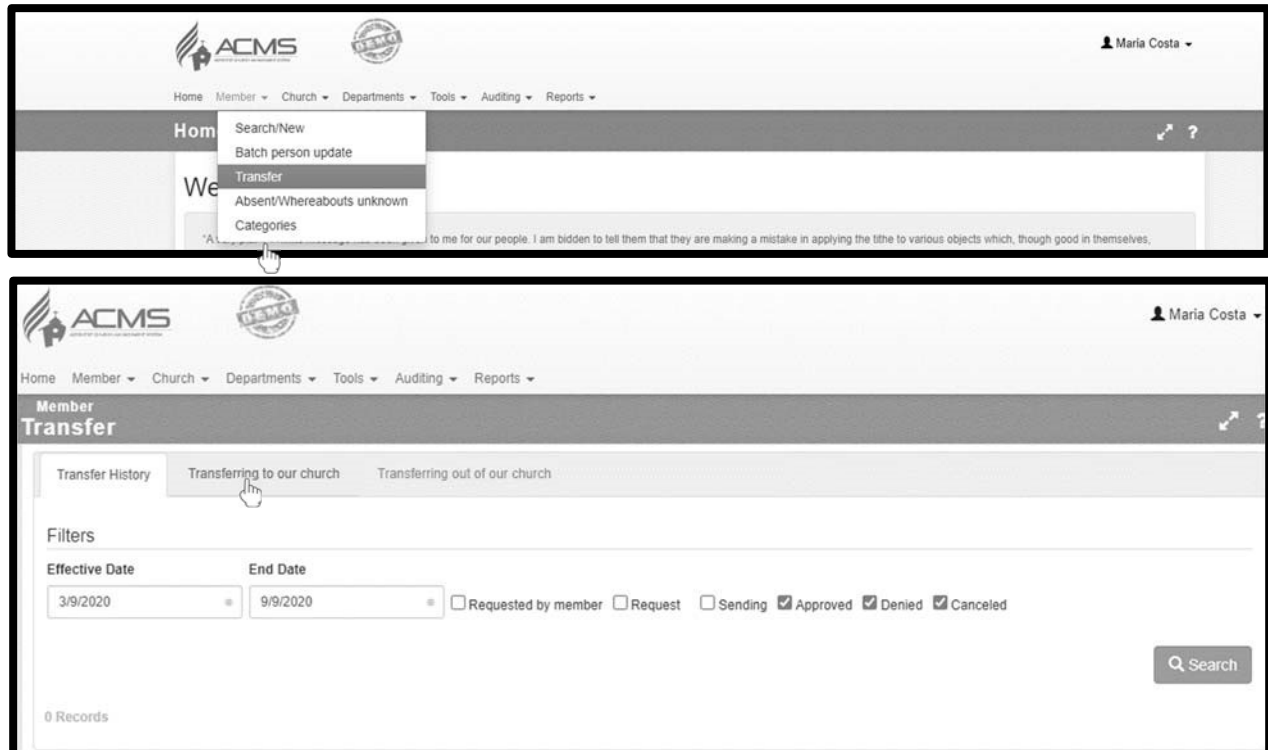 ACMS
DEMO
Maria Costa
Home Member Church Departments Tools Auditing Reports
Hom
Search/New
Batch person update
Transfer
Absent/Whereabouts unknown
Categories
We
"A
to me for our people. I am bidden to tell them that they are making a mistake in applying the tithe to various objects which, though good in themselves,
ACMS
DEMO
Maria Costa
Home Member Church Departments Tools Auditing Reports
Member
Transfer
?
Transfer History Transferring to our church Transferring out of our church
Filters
Effective Date End Date
3/9/2020 9/9/2020 Requested by member Request Sending Approved Denied Canceled
Search
0 Records